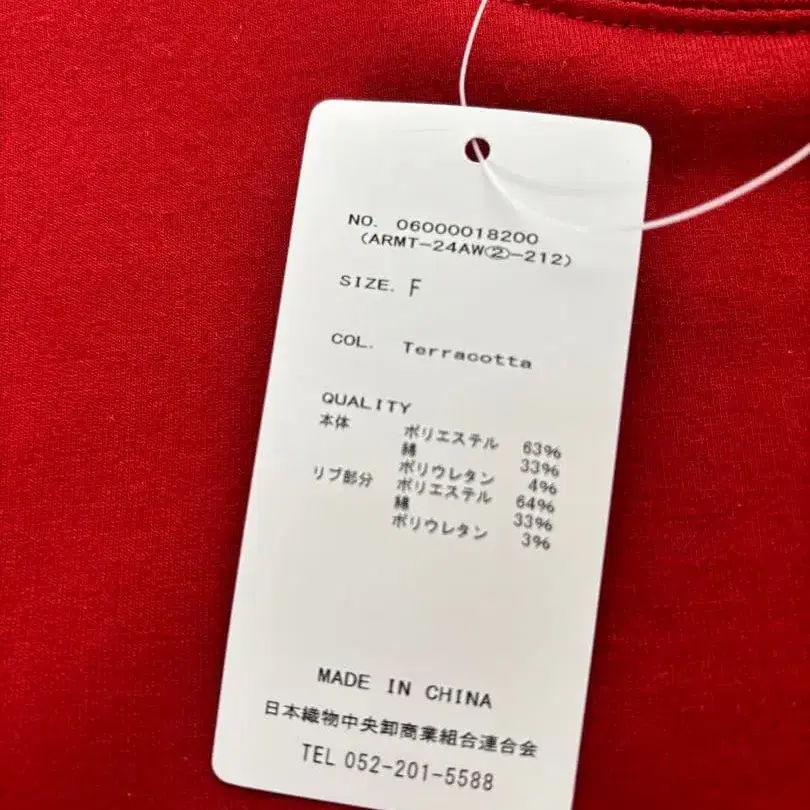 NO. 06000018200
(ARMT-24AW②-212)
SIZE. F
COL. Terracotta
QUALITY
本体 ポリエステル 63%
綿 33%
ポリウレタン 4%
リブ部分 ポリエステル 64%
綿 33%
ポリウレタン 3%
MADE IN CHINA
日本織物中央卸商業組合連合会
TEL 052-201-5588